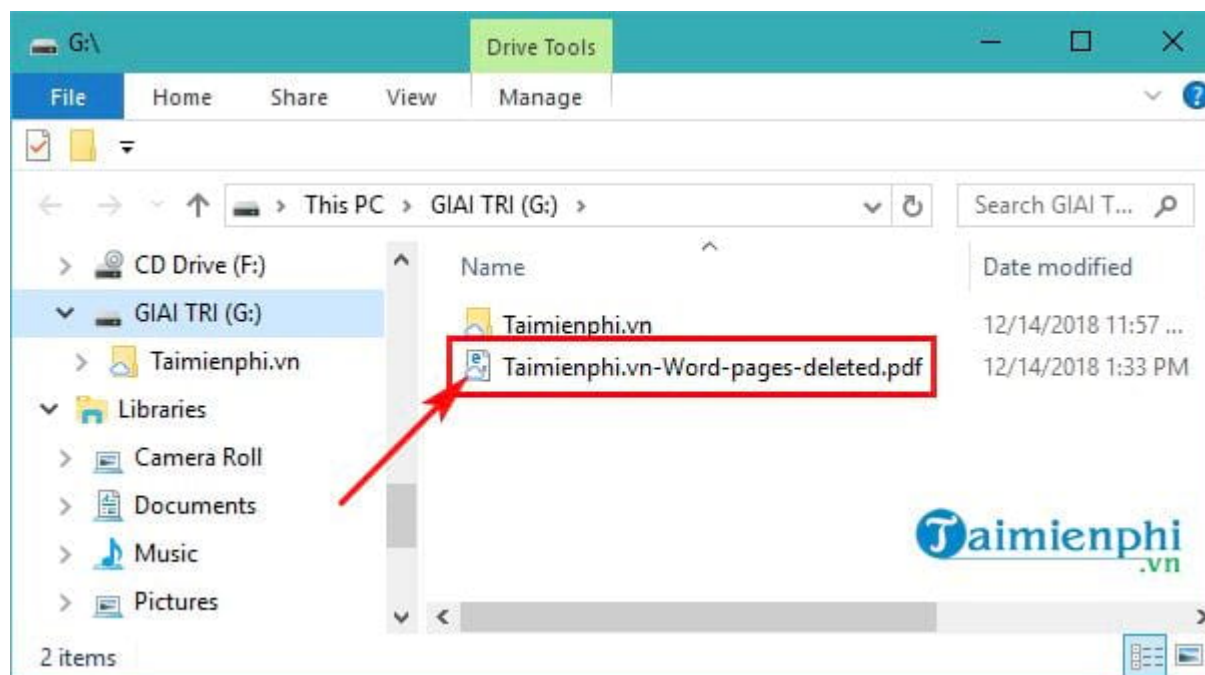 G:\ Drive Tools
File Home Share View Manage
This PC GIAI TRI (G:) Search GIAI T...
CD Drive (F:)
GIAI TRI (G:)
Taimienphi.vn
Libraries
Camera Roll
Documents
Music
Pictures
Name Date modified
Taimienphi.vn 12/14/2018 11:57 ...
Taimienphi.vn-Word-pages-deleted.pdf 12/14/2018 1:33 PM
Taimienphi
.vn
2 items